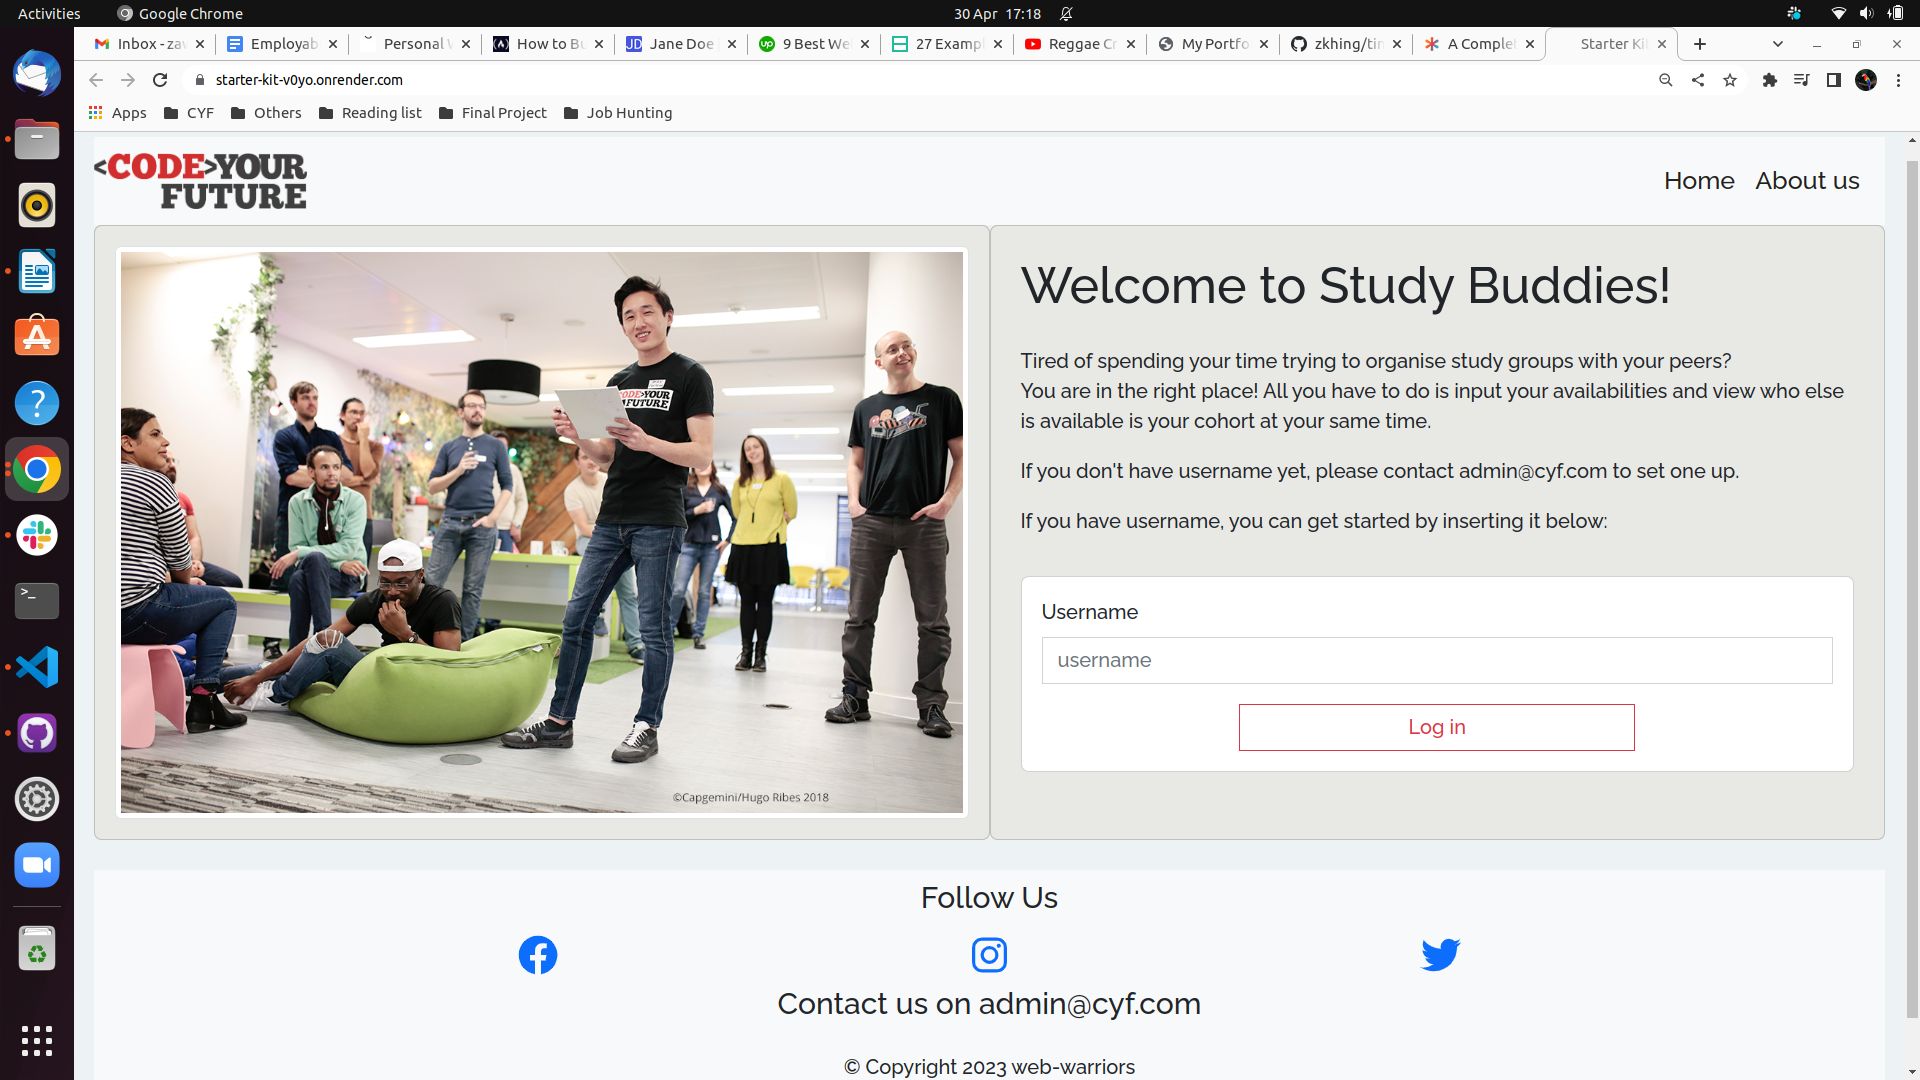 Activities
Google Chrome
30 Apr 17:18
Inbox - zav
Employab
Personal W
How to Bu
Jane Doe
9 Best We
27 Exampl
Reggae Cr
My Portfo
zkhing/tim
A Complet
Starter Kit
starter-kit-v0yo.onrender.com
Apps
CYF
Others
Reading list
Final Project
Job Hunting
<CODE>YOUR
FUTURE
Home
About us
CODE>YOUR
FUTURE
©Capgemini/Hugo Ribes 2018
Welcome to Study Buddies!
Tired of spending your time trying to organise study groups with your peers?
You are in the right place! All you have to do is input your availabilities and view who else
is available is your cohort at your same time.
If you don't have username yet, please contact admin@cyf.com to set one up.
If you have username, you can get started by inserting it below:
Username
username
Log in
Follow Us
Contact us on admin@cyf.com
© Copyright 2023 web-warriors